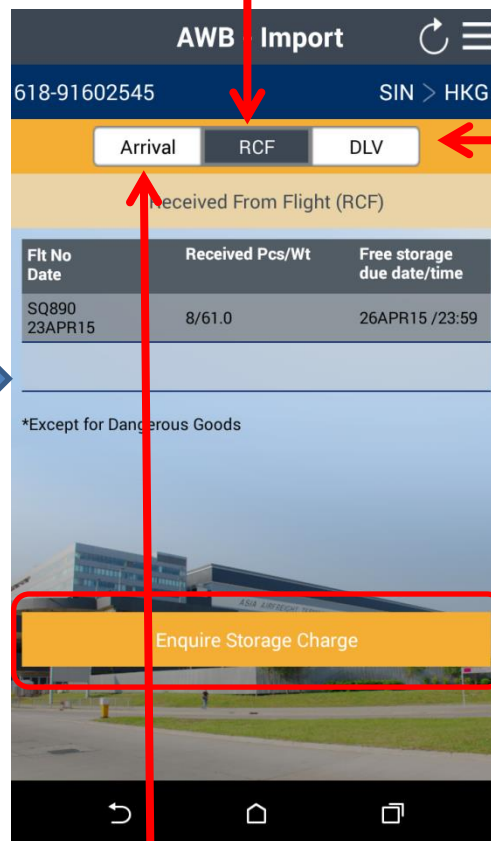 AWB - Import
618-91602545 SIN > HKG
Arrival RCF DLV
Received From Flight (RCF)
Flt No Date Received Pcs/Wt Free storage due date/time
SQ890 23APR15 8/61.0 26APR15 /23:59
*Except for Dangerous Goods
ASIA AIRFREIGHT
Enquire Storage Charge